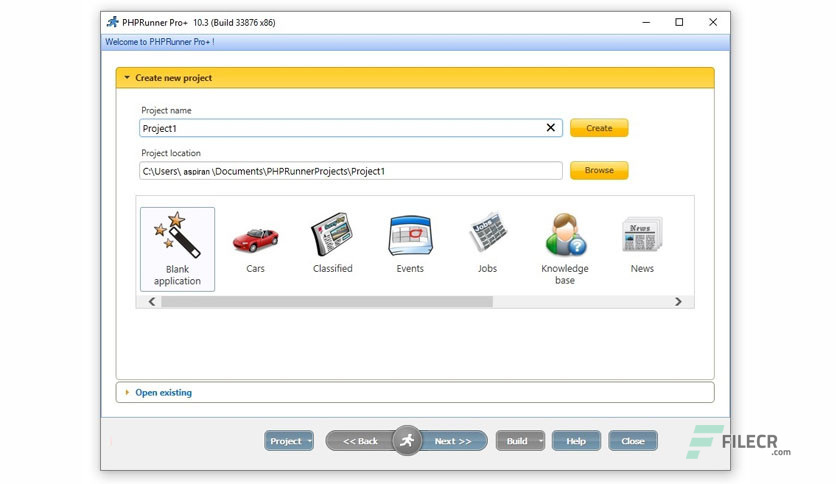 PHPRunner Pro+ 10.3 (Build 33876 x86)
Welcome to PHPRunner Pro+ !
Create new project
Project name
Project1
Create
Project location
C:\Users\ aspiran \Documents\PHPRunnerProjects\Project1
Browse
Jobs
News
Blank
application
Cars
Classified
Events
Jobs
Knowledge
base
News
Open existing
Project
<< Back
Next >>
Build
Help
Close
FILECR
.com